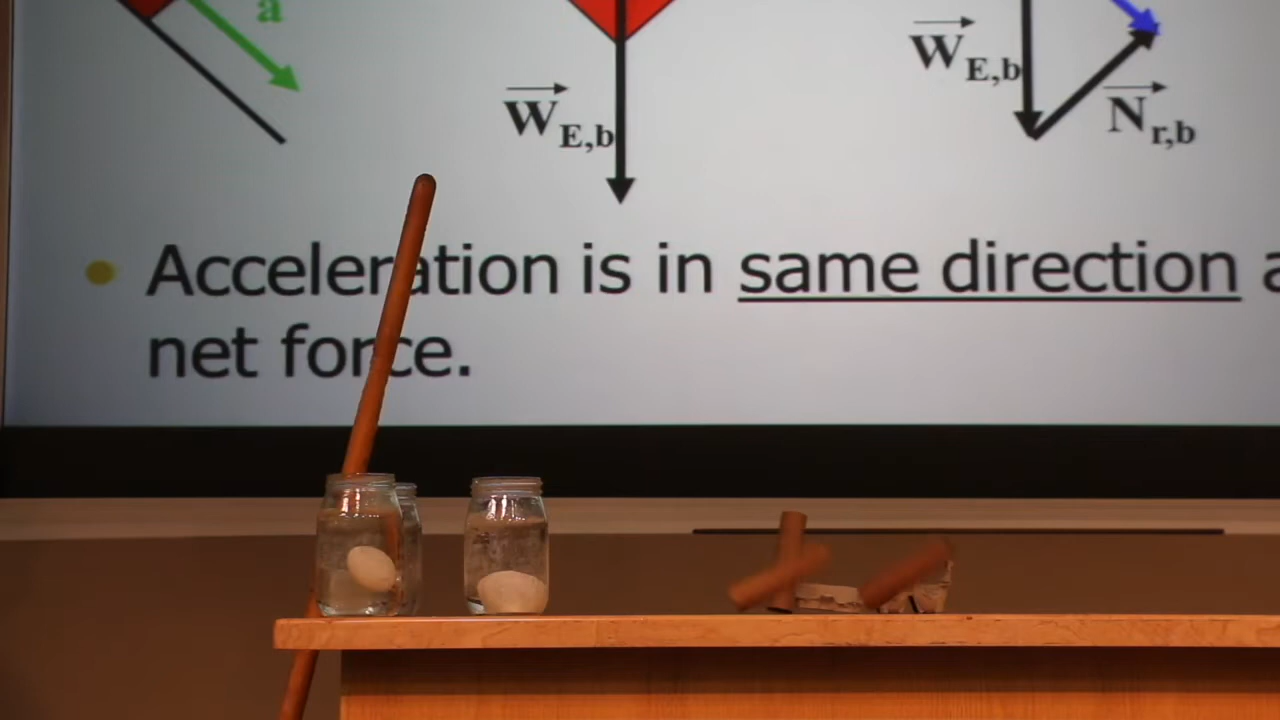 a
W E,b
W E,b
N r,b
Acceleration is in same direction a
net force.